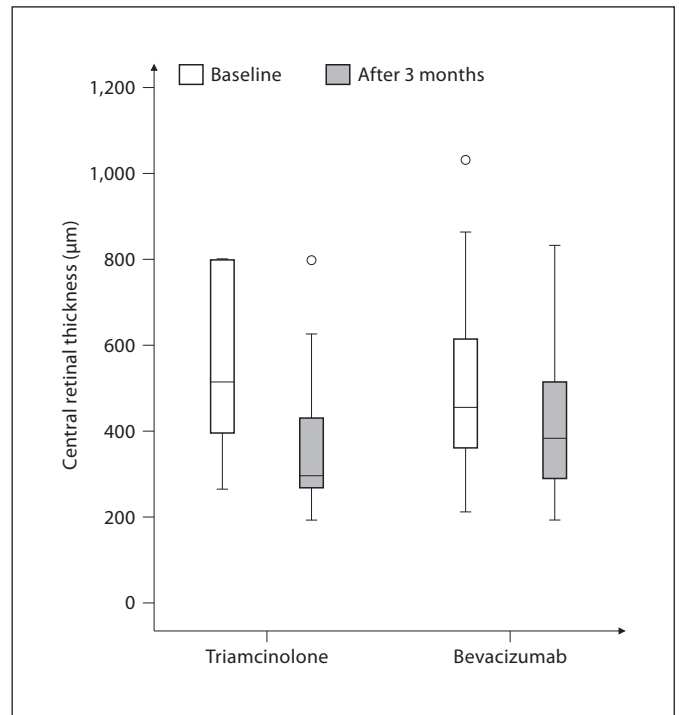 1,200
1,000
800
600
400
200
0
Central retinal thickness (μm)
Baseline
After 3 months
Triamcinolone
Bevacizumab